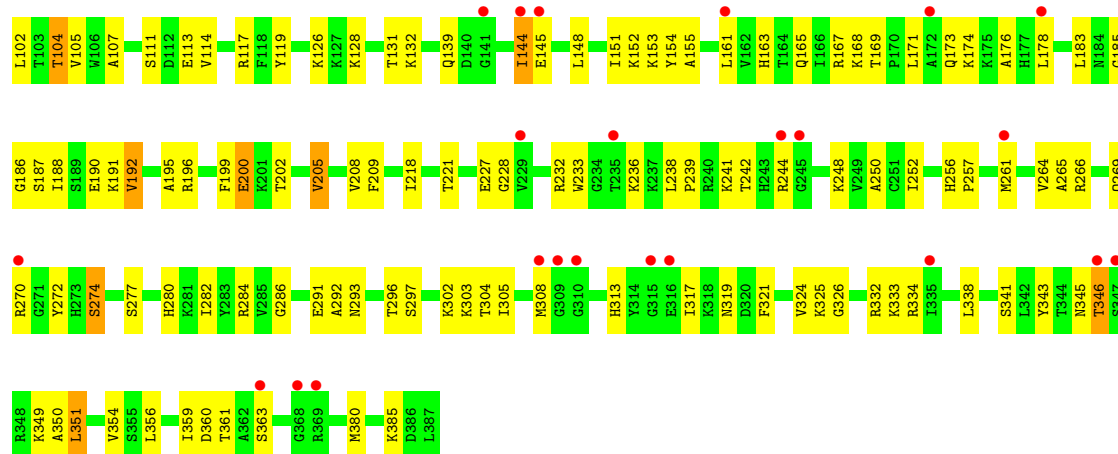 L102 T103 T104 V105 W106 A107 S111 D112 E113 V114 R117 F118 Y119 K126 K127 K128 T131 K132 Q139 D140 G141 I144 E145 L148 I151 K152 K153 Y154 A155 L161 V162 H163 T164 Q165 I166 R167 K168 T169 P170 L171 A172 Q173 K174 K175 A176 H177 L178 L183 N184 G185
G186 S187 I188 S189 E190 K191 V192 A195 R196 F199 E200 K201 T202 V205 V208 F209 I218 T221 E227 G228 V229 R232 W233 G234 T235 K236 K237 L238 P239 R240 K241 T242 H243 R244 G245 K248 V249 A250 C251 I252 H256 P257 M261 V264 A265 R266 Q269
R270 G271 Y272 H273 S274 S277 H280 K281 I282 Y283 R284 V285 G286 E291 A292 N293 T296 S297 K302 K303 T304 I305 M308 G309 G310 H313 Y314 G315 E316 I317 K318 N319 D320 F321 V324 K325 G326 R332 K333 R334 I335 L338 S341 L342 Y343 T344 N345 T346 S347
R348 K349 A350 L351 V354 S355 L356 I359 D360 T361 A362 S363 G368 R369 M380 K385 D386 L387